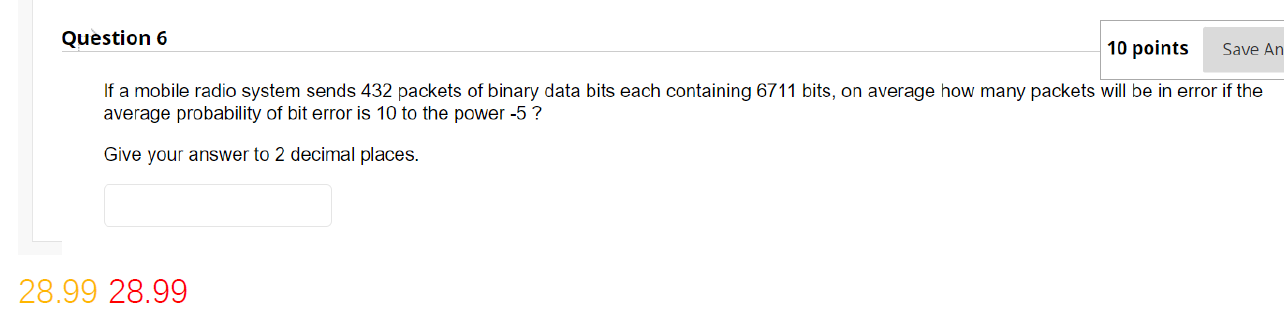 Question 6
10 points
Save An
If a mobile radio system sends 432 packets of binary data bits each containing 6711 bits, on average how many packets will be in error if the
average probability of bit error is 10 to the power -5 ?
Give your answer to 2 decimal places.
28.99 28.99